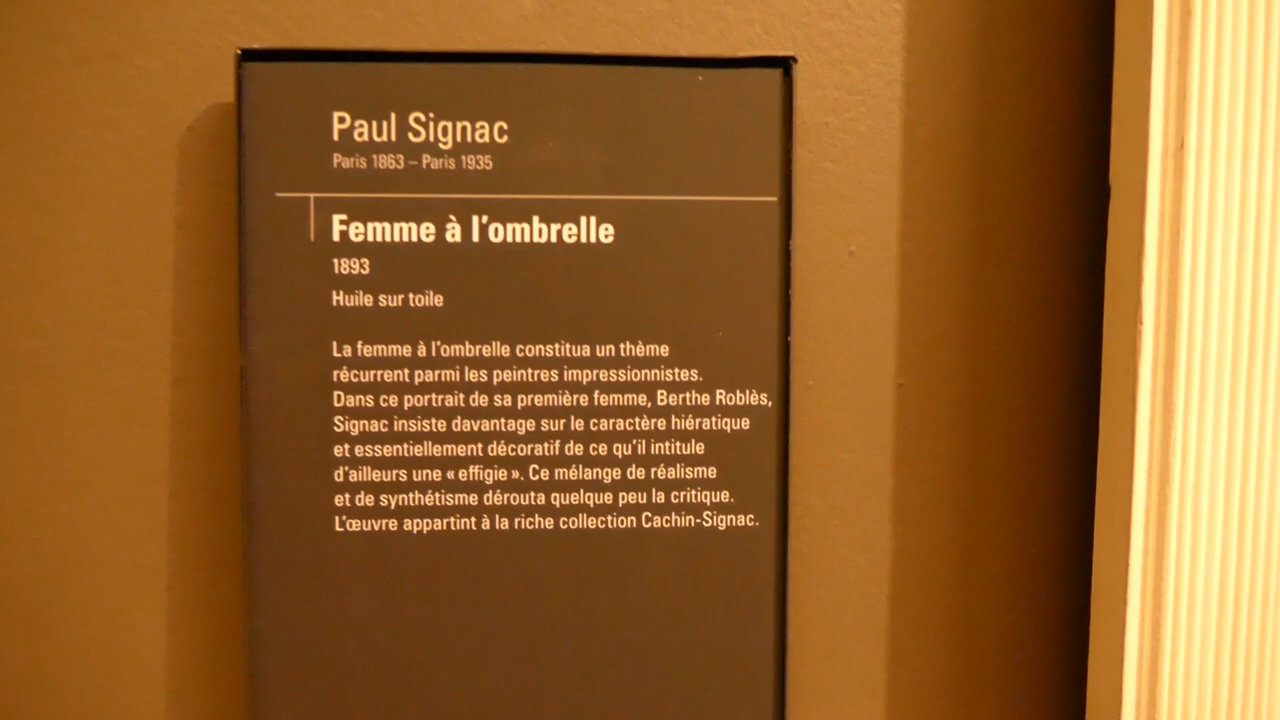 Paul Signac
Paris 1863 – Paris 1935
Femme à l'ombrelle
1893
Huile sur toile
La femme à l'ombrelle constitua un thème
récurrent parmi les peintres impressionnistes.
Dans ce portrait de sa première femme, Berthe Roblès,
Signac insiste davantage sur le caractère hiératique
et essentiellement décoratif de ce qu'il intitule
d'ailleurs une « effigie ». Ce mélange de réalisme
et de synthétisme dérouta quelque peu la critique.
L'œuvre appartint à la riche collection Cachin-Signac.